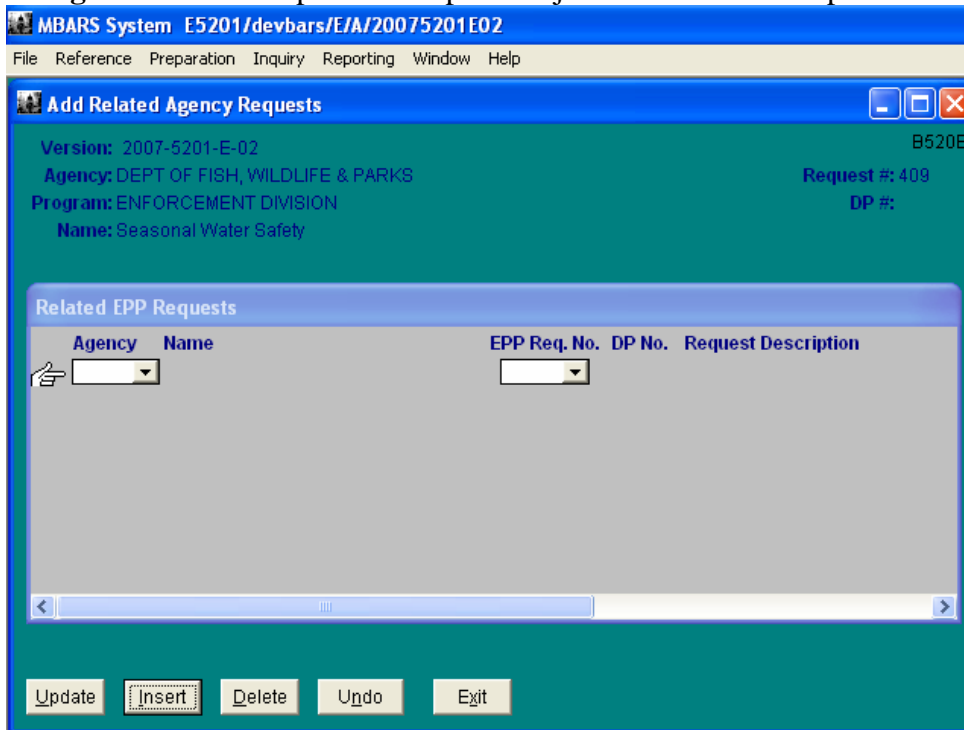 MBARS System E5201/devbars/E/A/20075201E02
File Reference Preparation Inquiry Reporting Window Help
Add Related Agency Requests
B520E
Version: 2007-5201-E-02
Agency: DEPT OF FISH, WILDLIFE & PARKS Request #: 409
Program: ENFORCEMENT DIVISION DP #:
Name: Seasonal Water Safety
Related EPP Requests
Agency Name EPP Req. No. DP No. Request Description
Update Insert Delete Undo Exit